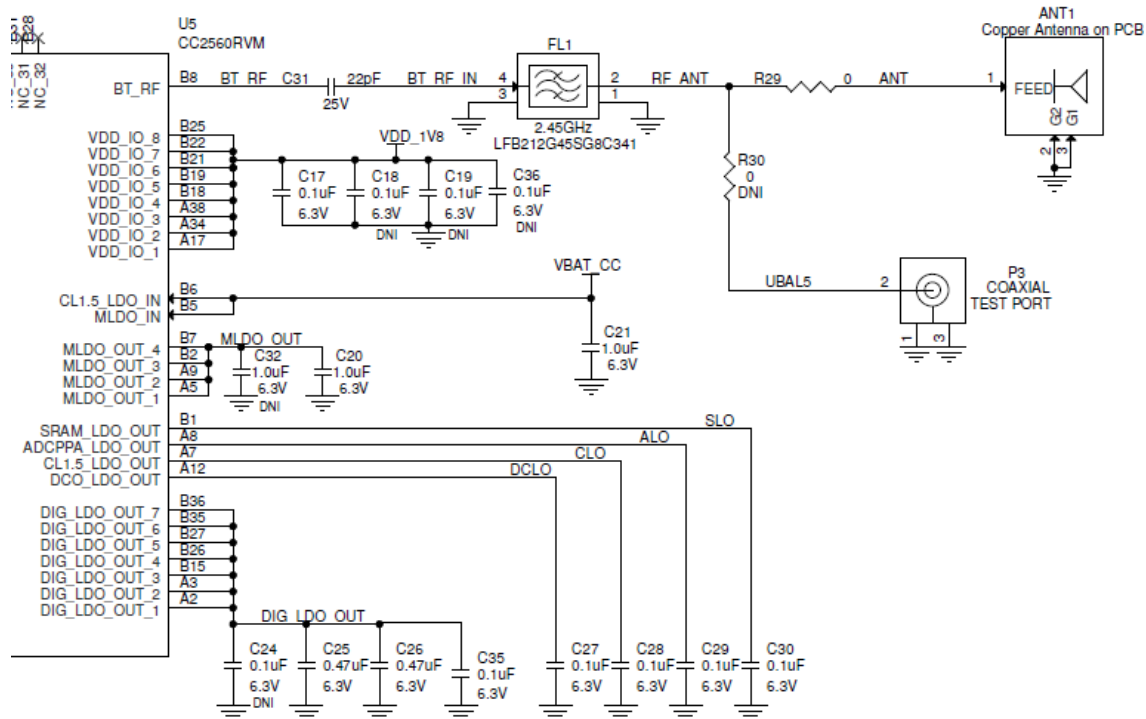 U5
CC2560RVM
B28
NC_31
NC_32
BT_RF
B8
BT_RF
C31
22pF
25V
BT_RF_IN
4
3
FL1
2
1
2.45GHz
LFB212G45SG8C341
RF_ANT
R29
0
ANT
1
ANT1
Copper Antenna on PCB
FEED
G2
G1
2
3
R30
0
DNI
UBAL5
2
P3
COAXIAL
TEST PORT
1
3
VDD_IO_8
B25
VDD_IO_7
B22
VDD_IO_6
B21
VDD_IO_5
B19
VDD_IO_4
B18
VDD_IO_3
A38
VDD_IO_2
A34
VDD_IO_1
A17
VDD_1V8
C17
0.1uF
6.3V
C18
0.1uF
6.3V
DNI
C19
0.1uF
6.3V
DNI
C36
0.1uF
6.3V
DNI
VBAT_CC
CL1.5_LDO_IN
B6
MLDO_IN
B5
C21
1.0uF
6.3V
MLDO_OUT_4
B7
MLDO_OUT
MLDO_OUT_3
B2
MLDO_OUT_2
A9
MLDO_OUT_1
A5
C32
1.0uF
6.3V
DNI
C20
1.0uF
6.3V
SRAM_LDO_OUT
B1
SLO
ADCPPA_LDO_OUT
A8
ALO
CL1.5_LDO_OUT
A7
CLO
DCO_LDO_OUT
A12
DCLO
DIG_LDO_OUT_7
B36
DIG_LDO_OUT_6
B35
DIG_LDO_OUT_5
B27
DIG_LDO_OUT_4
B26
DIG_LDO_OUT_3
B15
DIG_LDO_OUT_2
A3
DIG_LDO_OUT_1
A2
DIG_LDO_OUT
C24
0.1uF
6.3V
DNI
C25
0.47uF
6.3V
C26
0.47uF
6.3V
C35
0.1uF
6.3V
C27
0.1uF
6.3V
C28
0.1uF
6.3V
C29
0.1uF
6.3V
C30
0.1uF
6.3V